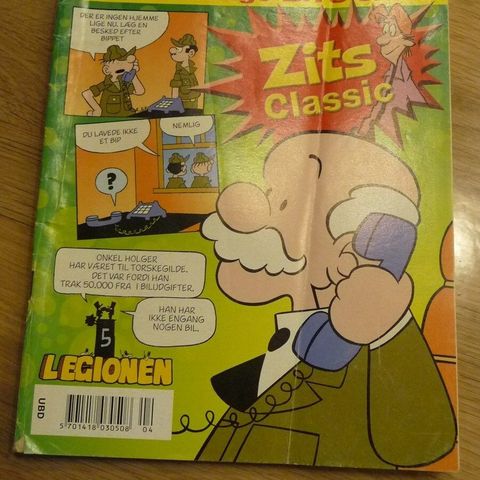 DER ER INGEN HJEMME
LIGE NU. LÆG EN
BESKED EFTER
BIPPET
Zits
Classic
DU LAVEDE IKKE
ET BIP
NEMLIG
?
ONKEL HOLGER
HAR VÆRET TIL TORSKEGILDE.
DET VAR FORDI HAN
TRAK 50.000 FRA I BILUDGIFTER.
HAN HAR
IKKE ENGANG
NOGEN BIL.
5
LEGIONEN
UBD
5 701418 030508
04